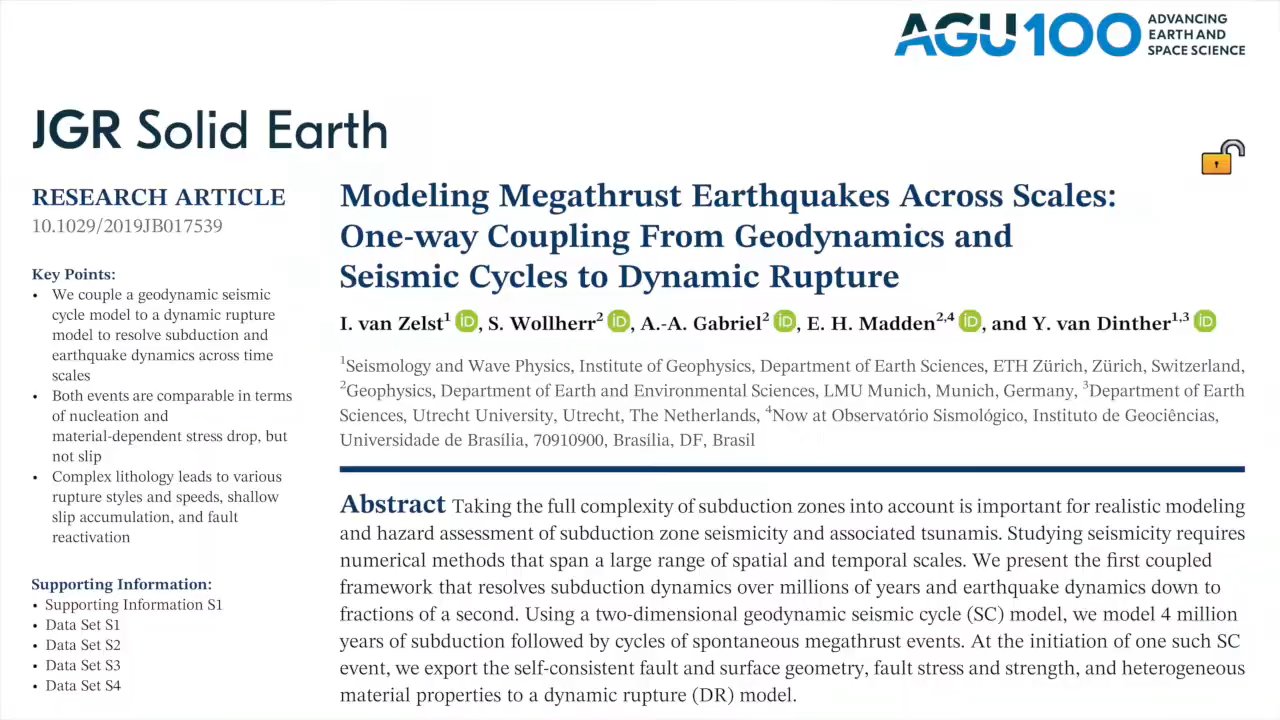 AGU100 ADVANCING
EARTH AND
SPACE SCIENCE
JGR Solid Earth
RESEARCH ARTICLE
10.1029/2019JB017539
Key Points:
• We couple a geodynamic seismic
cycle model to a dynamic rupture
model to resolve subduction and
earthquake dynamics across time
scales
• Both events are comparable in terms
of nucleation and
material-dependent stress drop, but
not slip
• Complex lithology leads to various
rupture styles and speeds, shallow
slip accumulation, and fault
reactivation
Supporting Information:
• Supporting Information S1
• Data Set S1
• Data Set S2
• Data Set S3
• Data Set S4
Modeling Megathrust Earthquakes Across Scales:
One-way Coupling From Geodynamics and
Seismic Cycles to Dynamic Rupture
I. van Zelst¹ iD, S. Wollherr² iD, A.-A. Gabriel² iD, E. H. Madden²,⁴ iD, and Y. van Dinther¹,³ iD
¹Seismology and Wave Physics, Institute of Geophysics, Department of Earth Sciences, ETH Zürich, Zürich, Switzerland,
²Geophysics, Department of Earth and Environmental Sciences, LMU Munich, Munich, Germany, ³Department of Earth
Sciences, Utrecht University, Utrecht, The Netherlands, ⁴Now at Observatório Sismológico, Instituto de Geociências,
Universidade de Brasília, 70910900, Brasília, DF, Brasil
Abstract Taking the full complexity of subduction zones into account is important for realistic modeling
and hazard assessment of subduction zone seismicity and associated tsunamis. Studying seismicity requires
numerical methods that span a large range of spatial and temporal scales. We present the first coupled
framework that resolves subduction dynamics over millions of years and earthquake dynamics down to
fractions of a second. Using a two-dimensional geodynamic seismic cycle (SC) model, we model 4 million
years of subduction followed by cycles of spontaneous megathrust events. At the initiation of one such SC
event, we export the self-consistent fault and surface geometry, fault stress and strength, and heterogeneous
material properties to a dynamic rupture (DR) model.